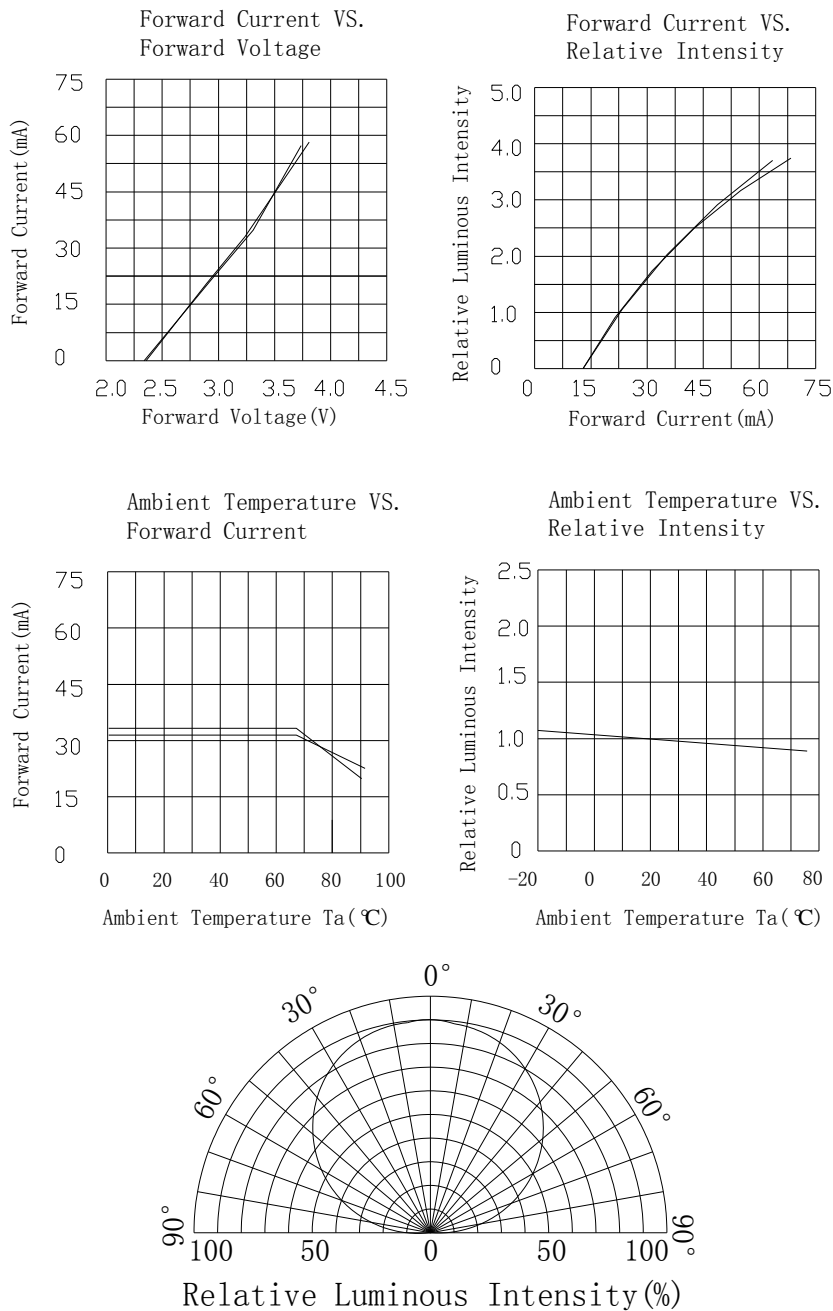 Forward Current VS.
Forward Voltage
75
60
45
30
15
0
Forward Current(mA)
2.0 2.5 3.0 3.5 4.0 4.5
Forward Voltage(V)
Forward Current VS.
Relative Intensity
5.0
4.0
3.0
2.0
1.0
0
Relative Luminous Intensity
0 15 30 45 60 75
Forward Current(mA)
Ambient Temperature VS.
Forward Current
75
60
45
30
15
0
Forward Current(mA)
0 20 40 60 80 100
Ambient Temperature Ta(℃)
Ambient Temperature VS.
Relative Intensity
2.5
2.0
1.5
1.0
0.5
0
Relative Luminous Intensity
-20 0 20 40 60 80
Ambient Temperature Ta(℃)
0°
30° 30°
60° 60°
90° 90°
100 50 0 50 100
Relative Luminous Intensity(%)